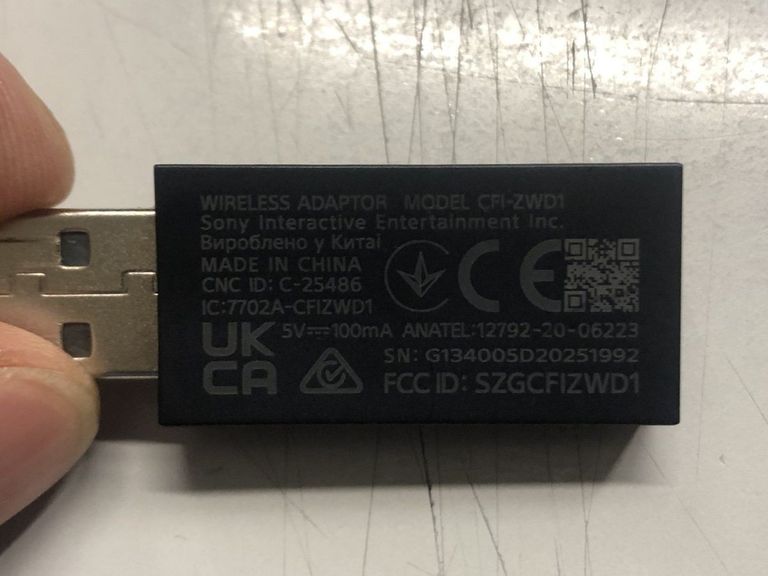 WIRELESS ADAPTOR MODEL CFI-ZWD1
Sony Interactive Entertainment Inc.
Вироблено у Китаї
MADE IN CHINA
CNC ID: C-25486
IC:7702A-CFIZWD1
CE
UK
CA
5V⎓100mA ANATEL:12792-20-06223
SN: G134005D20251992
FCC ID: SZGCFIZWD1